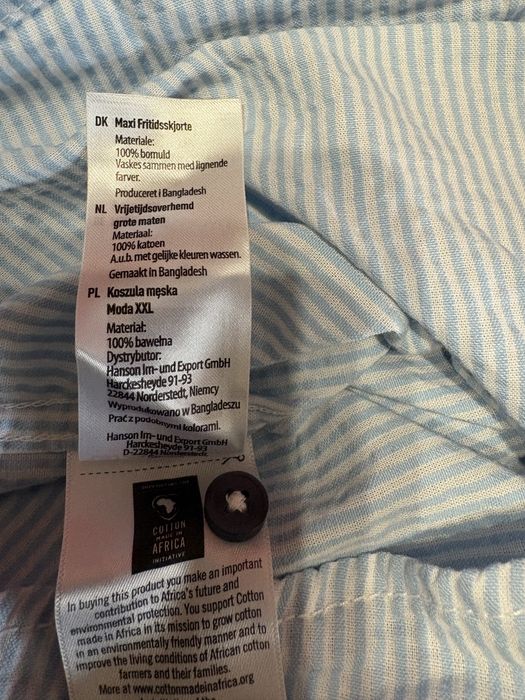 DK Maxi Fritidsskjorte
Materiale:
100% bomuld
Vaskes sammen med lignende
farver.
Produceret i Bangladesh
NL Vrijetijdsoverhemd
grote maten
Materiaal:
100% katoen
A.u.b. met gelijke kleuren wassen.
Gemaakt in Bangladesh
PL Koszula męska
Moda XXL
Materiał:
100% bawełna
Dystrybutor:
Hanson Im- und Export GmbH
Harckesheyde 91-93
22844 Norderstedt, Niemcy
Wyprodukowano w Bangladeszu
Prać z podobnymi kolorami.
Hanson Im- und Export GmbH
Harckesheyde 91-93
D-22844 Norderstedt
COTTON
MADE IN
AFRICA
INITIATIVE
In buying this product you make an important
contribution to Africa's future and
environmental protection. You support Cotton
made in Africa in its mission to grow cotton
in an environmentally friendly manner and to
improve the living conditions of African cotton
farmers and their families.
More at www.cottonmadeinafrica.org